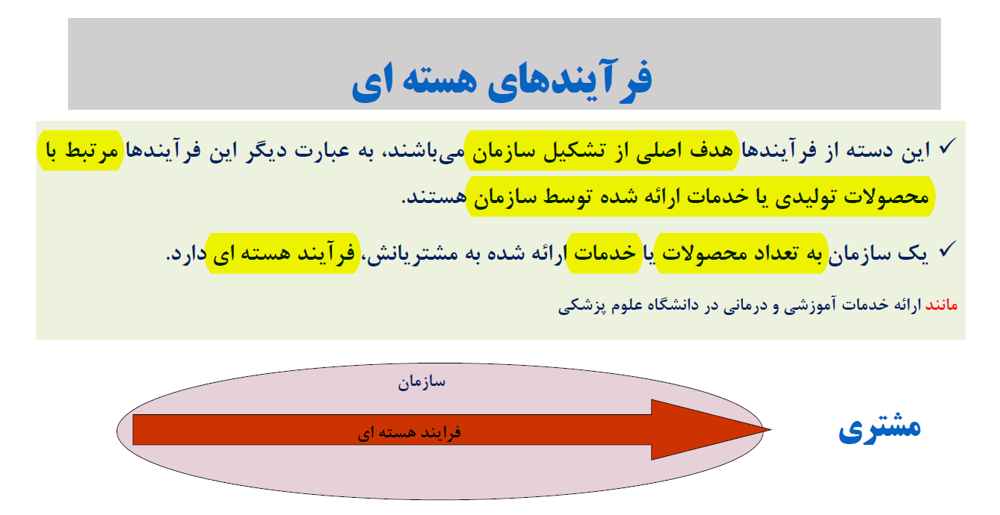 فرآیندهای هسته ای
✓ این دسته از فرآیندها هدف اصلی از تشکیل سازمان می‌باشند، به عبارت دیگر این فرآیندها مرتبط با
محصولات تولیدی یا خدمات ارائه شده توسط سازمان هستند.
✓ یک سازمان به تعداد محصولات یا خدمات ارائه شده به مشتریانش، فرآیند هسته ای دارد.
مانند ارائه خدمات آموزشی و درمانی در دانشگاه علوم پزشکی
سازمان
فرایند هسته ای
مشتری